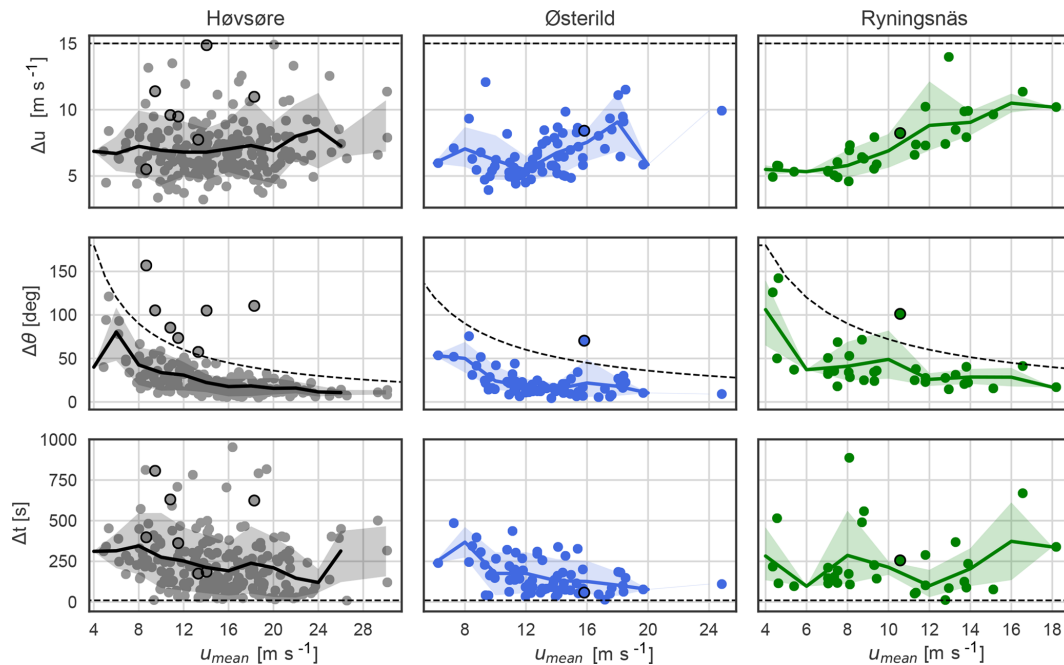 Høvsøre Østerild Ryningsnäs
Δu [m s⁻¹]
15
10
5
Δθ [deg]
150
100
50
0
Δt [s]
1000
750
500
250
0
4 8 12 16 20 24 28 8 12 16 20 24 4 6 8 10 12 14 16 18
u_mean [m s⁻¹] u_mean [m s⁻¹] u_mean [m s⁻¹]